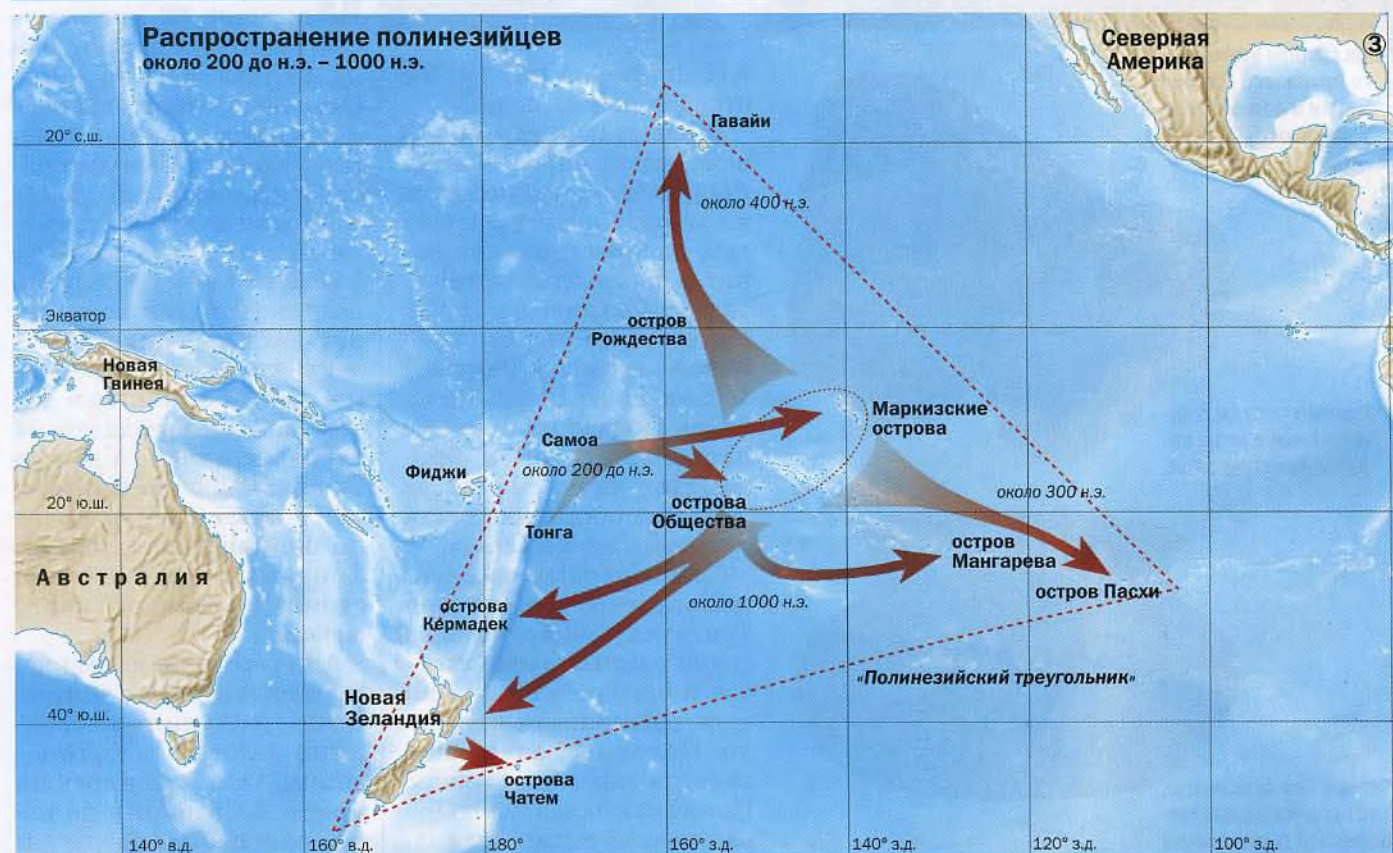 Распространение полинезийцев
около 200 до н.э. – 1000 н.э.
Северная
Америка
③
Гавайи
20° с.ш.
около 400 н.э.
Экватор
остров
Рождества
Новая
Гвинея
Маркизские
острова
Самоа
Фиджи
около 200 до н.э.
около 300 н.э.
20° ю.ш.
острова
Общества
Тонга
остров
Мангарева
Австралия
остров Пасхи
острова
Кермадек
около 1000 н.э.
«Полинезийский треугольник»
Новая
Зеландия
40° ю.ш.
острова
Чатем
140° в.д.
160° в.д.
180°
160° з.д.
140° з.д.
120° з.д.
100° з.д.